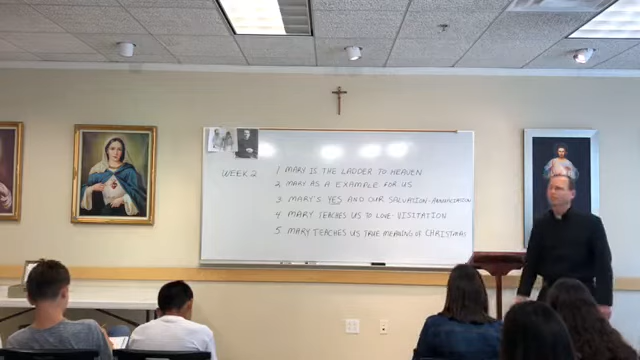 WEEK 2
1 MARY IS THE LADDER TO HEAVEN
2 MARY AS A EXAMPLE FOR US
3 MARY'S YES AND OUR SALVATION - ANNUNCIATION
4 MARY TEACHES US TO LOVE - VISITATION
5 MARY TEACHES US TRUE MEANING OF CHRISTMAS